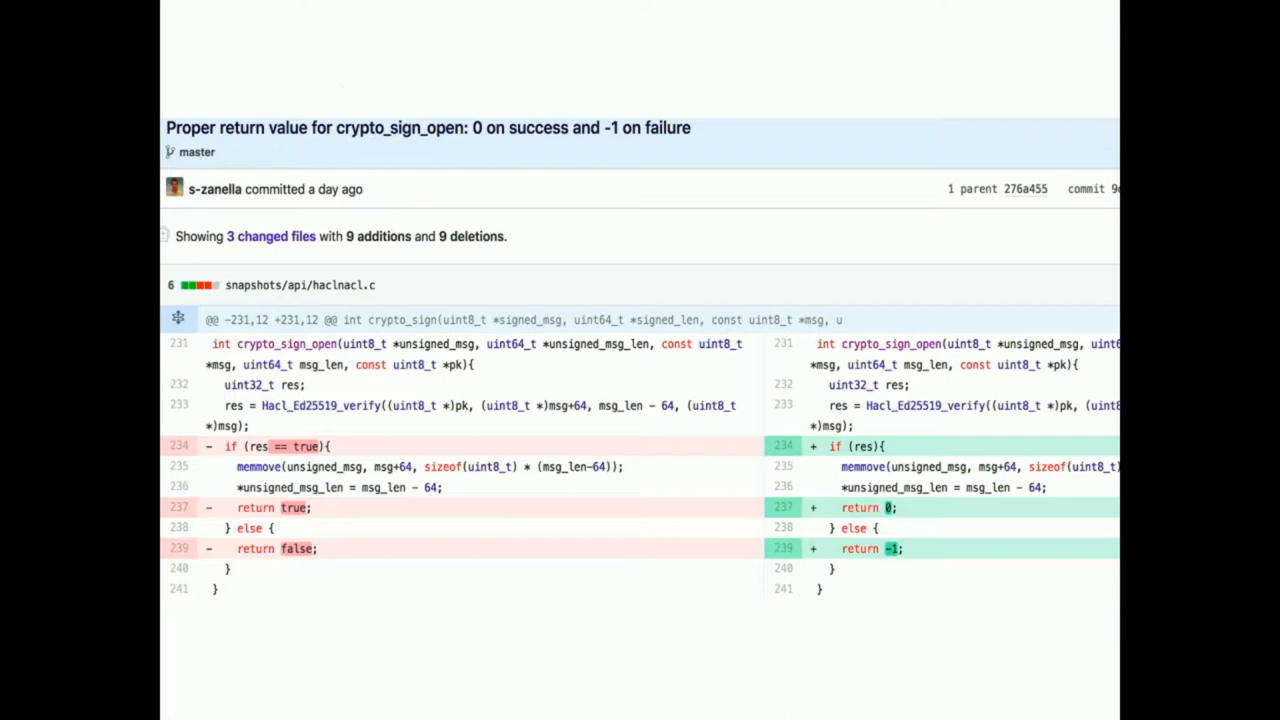 Proper return value for crypto_sign_open: 0 on success and -1 on failure
master
s-zanella committed a day ago 1 parent 276a455 commit
Showing 3 changed files with 9 additions and 9 deletions.
6 snapshots/api/haclnacl.c
@@ -231,12 +231,12 @@ int crypto_sign(uint8_t *signed_msg, uint64_t *signed_len, const uint8_t *msg, u
231 int crypto_sign_open(uint8_t *unsigned_msg, uint64_t *unsigned_msg_len, const uint8_t
*msg, uint64_t msg_len, const uint8_t *pk){
232 uint32_t res;
233 res = Hacl_Ed25519_verify((uint8_t *)pk, (uint8_t *)msg+64, msg_len - 64, (uint8_t
*)msg);
234 - if (res == true){
235 memmove(unsigned_msg, msg+64, sizeof(uint8_t) * (msg_len-64));
236 *unsigned_msg_len = msg_len - 64;
237 - return true;
238 } else {
239 - return false;
240 }
241 }
231 int crypto_sign_open(uint8_t *unsigned_msg,
*msg, uint64_t msg_len, const uint8_t *pk){
232 uint32_t res;
233 res = Hacl_Ed25519_verify((uint8_t *)pk,
*)msg);
234 + if (res){
235 memmove(unsigned_msg, msg+64, sizeof(uint8_t)
236 *unsigned_msg_len = msg_len - 64;
237 + return 0;
238 } else {
239 + return -1;
240 }
241 }